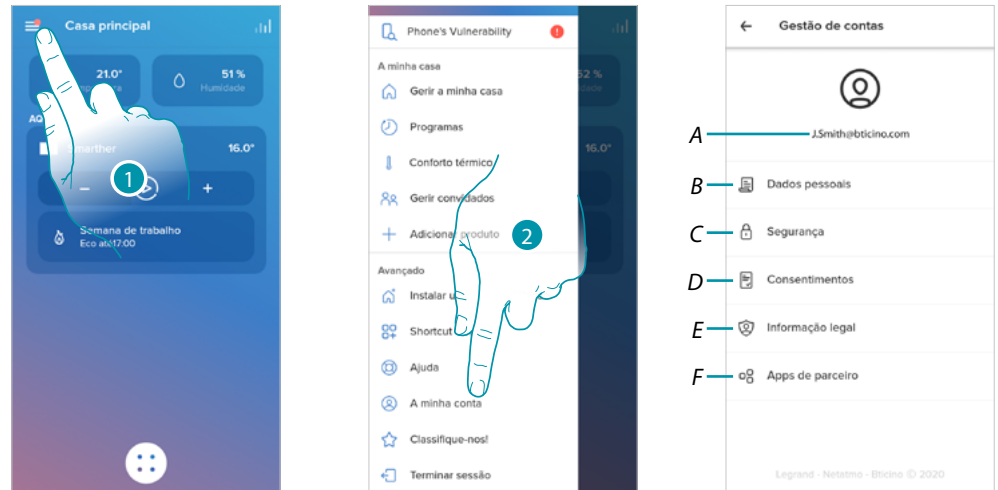 Casa principal
21.0°
51 %
Humidade
Smarther
16.0°
1
Semana de trabalho
Eco até 17:00
Phone's Vulnerability
A minha casa
Gerir a minha casa
Programas
Conforto térmico
Gerir convidados
Adicionar produto
2
Avançado
Instalar
Shortcut
Ajuda
A minha conta
Classifique-nos!
Terminar sessão
52 %
16.0°
Gestão de contas
A
J.Smith@bticino.com
B
Dados pessoais
C
Segurança
D
Consentimentos
E
Informação legal
F
Apps de parceiro
Legrand - Netatmo - Bticino © 2020